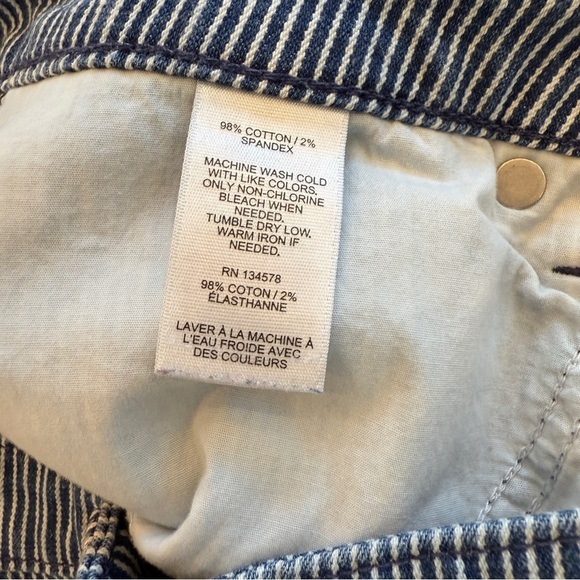 98% COTTON / 2%
SPANDEX
MACHINE WASH COLD
WITH LIKE COLORS.
ONLY NON-CHLORINE
BLEACH WHEN
NEEDED.
TUMBLE DRY LOW.
WARM IRON IF
NEEDED.
RN 134578
98% COTON / 2%
ÉLASTHANNE
LAVER À LA MACHINE À
L'EAU FROIDE AVEC
DES COULEURS